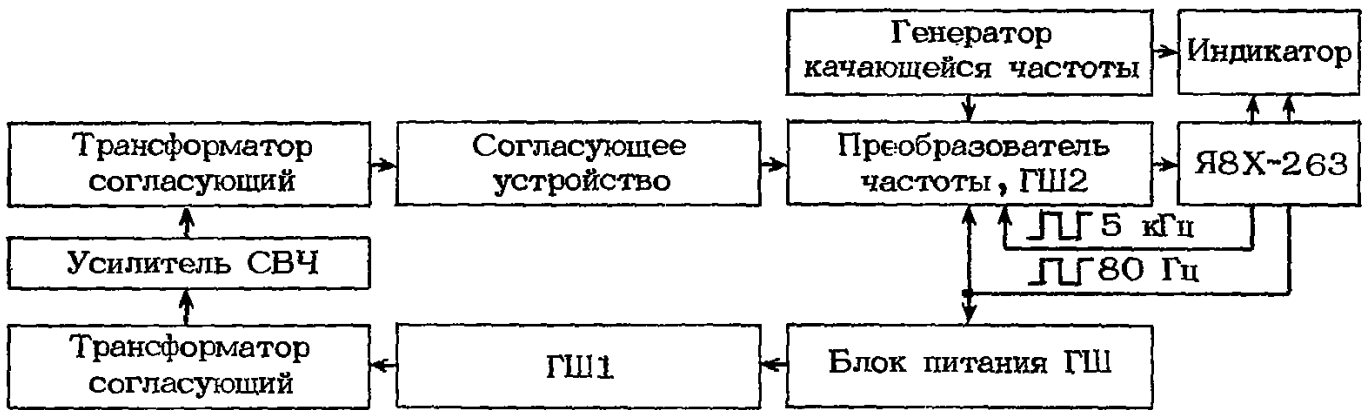 Генератор
качающейся частоты
Индикатор
Трансформатор
согласующий
Согласующее
устройство
Преобразователь
частоты, ГШ2
Я8Х-263
5 кГц
80 Гц
Усилитель СВЧ
Трансформатор
согласующий
ГШ1
Блок питания ГШ